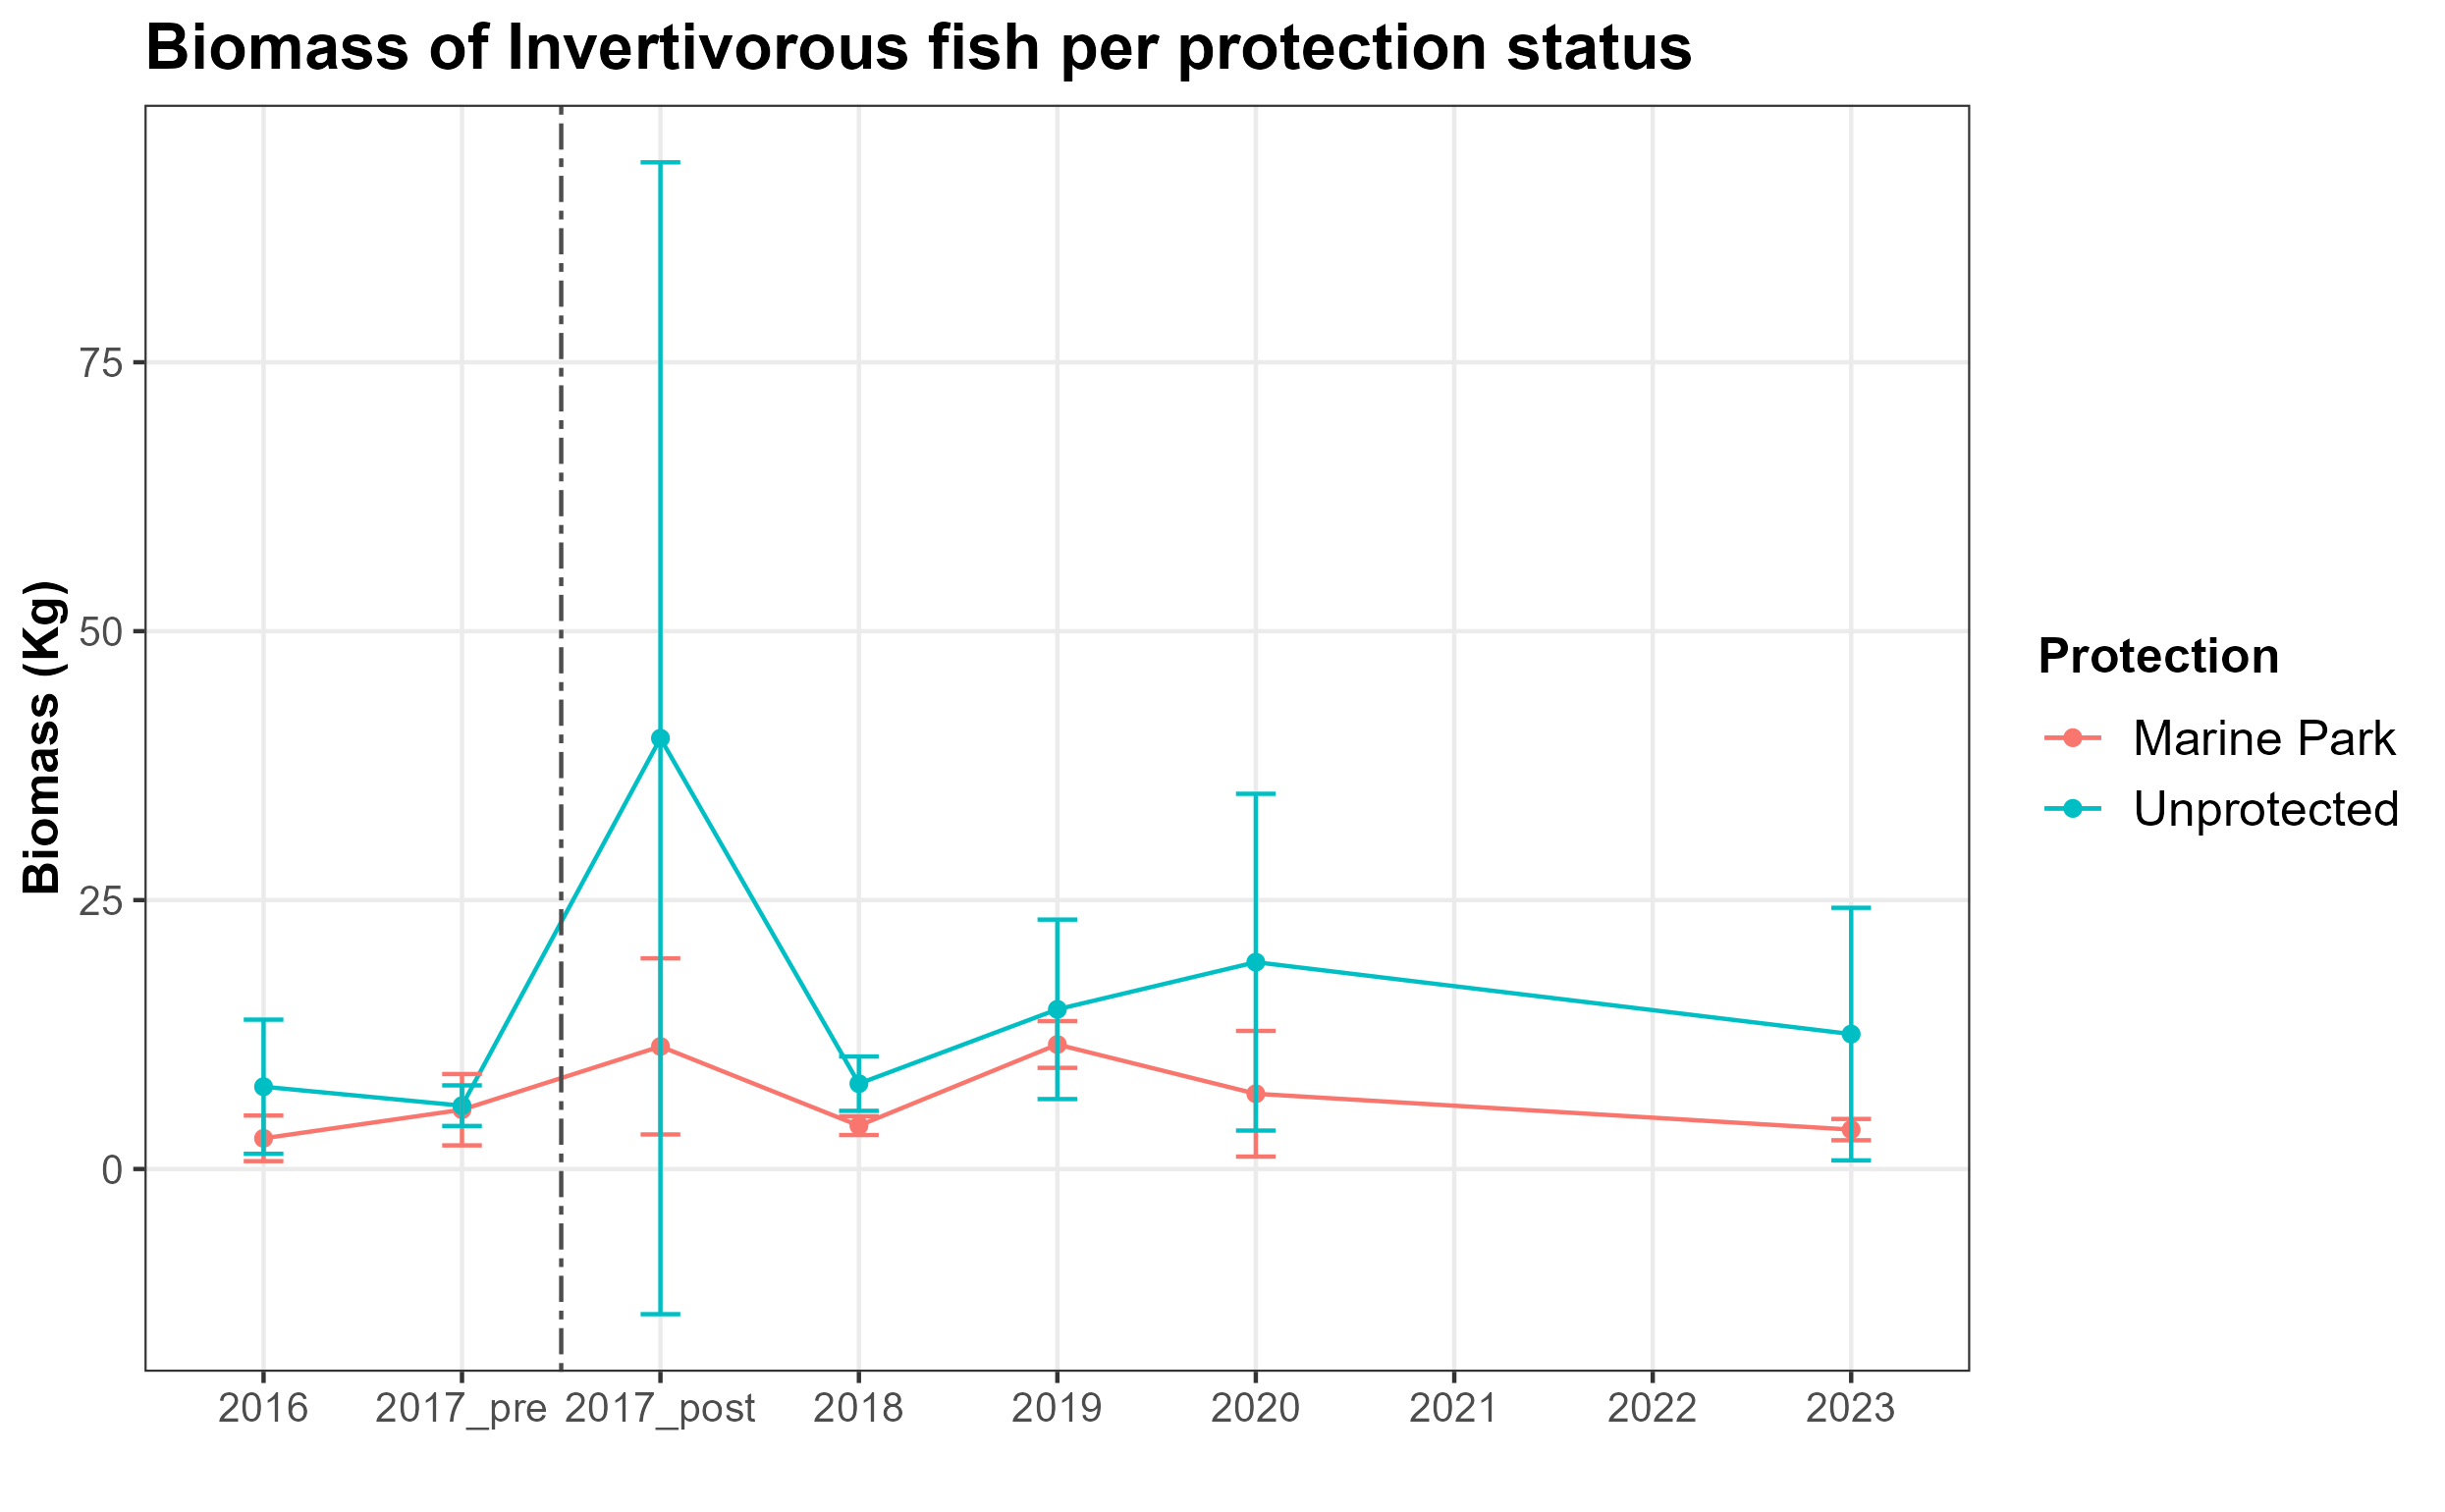 Biomass of Invertivorous fish per protection status
Biomass (Kg)
75
50
25
0
2016 2017_pre 2017_post 2018 2019 2020 2021 2022 2023
Protection
Marine Park
Unprotected